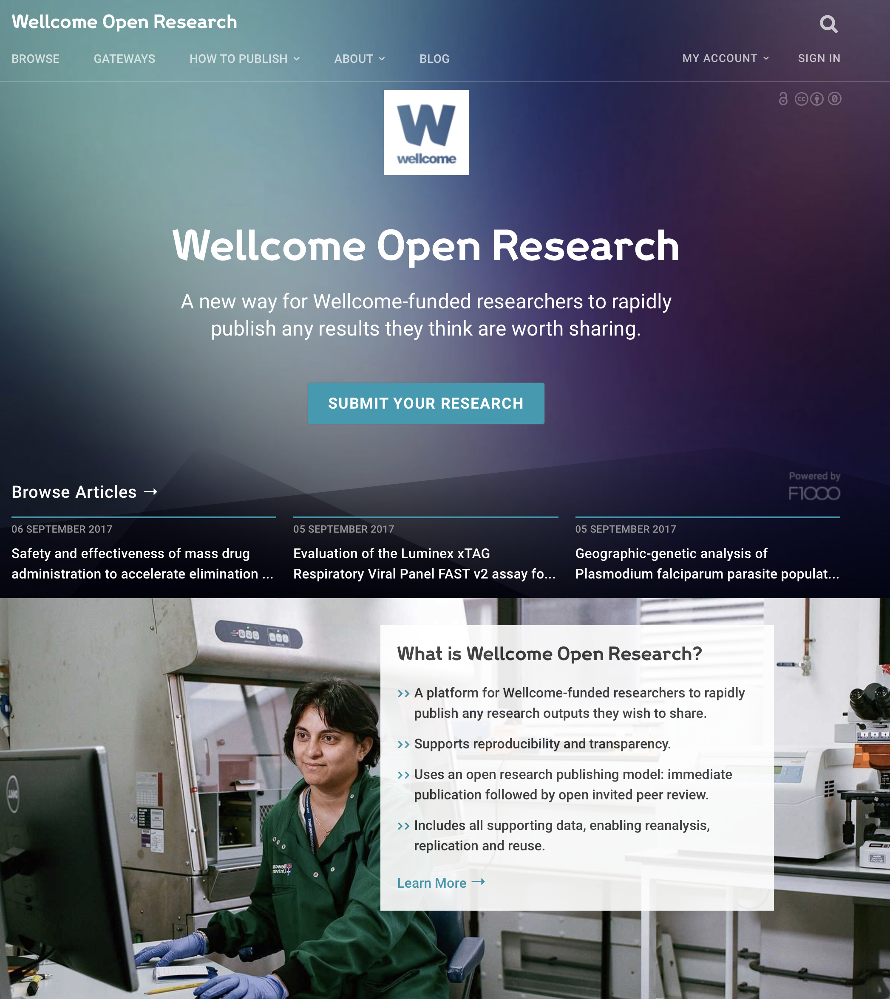 Wellcome Open Research
BROWSE GATEWAYS HOW TO PUBLISH ABOUT BLOG MY ACCOUNT SIGN IN
W
wellcome
Wellcome Open Research
A new way for Wellcome-funded researchers to rapidly
publish any results they think are worth sharing.
SUBMIT YOUR RESEARCH
Powered by
F1000
Browse Articles →
06 SEPTEMBER 2017
Safety and effectiveness of mass drug
administration to accelerate elimination ...
05 SEPTEMBER 2017
Evaluation of the Luminex xTAG
Respiratory Viral Panel FAST v2 assay fo...
05 SEPTEMBER 2017
Geographic-genetic analysis of
Plasmodium falciparum parasite populat...
What is Wellcome Open Research?
>> A platform for Wellcome-funded researchers to rapidly
publish any research outputs they wish to share.
>> Supports reproducibility and transparency.
>> Uses an open research publishing model: immediate
publication followed by open invited peer review.
>> Includes all supporting data, enabling reanalysis,
replication and reuse.
Learn More →
DELL